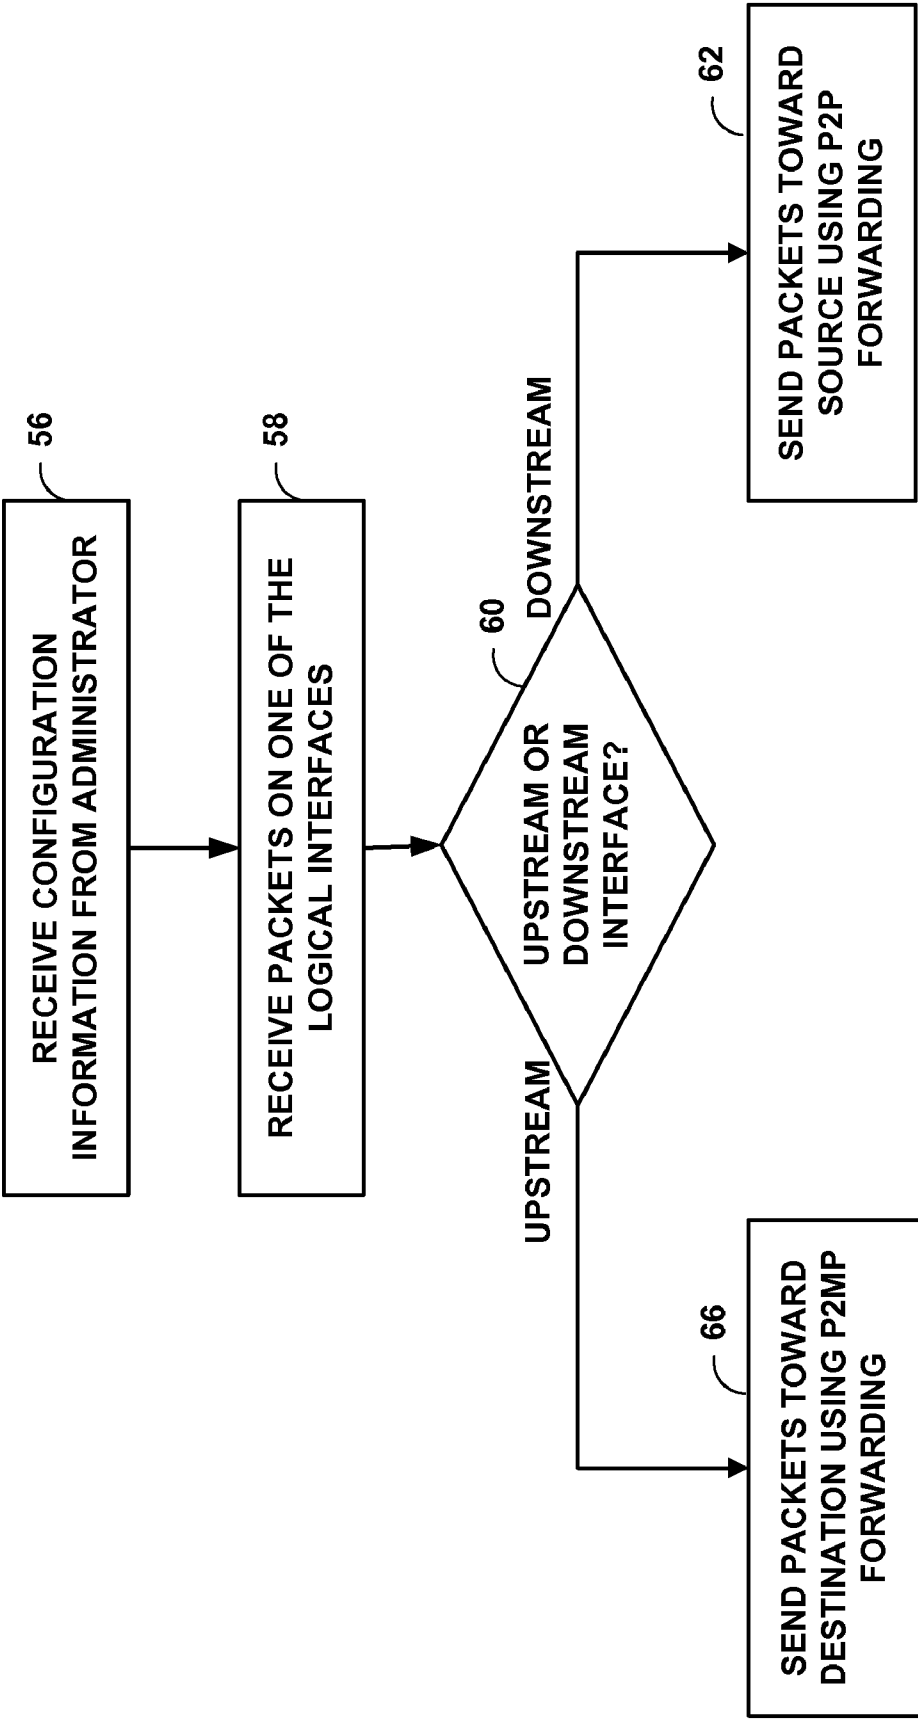 RECEIVE CONFIGURATION
INFORMATION FROM ADMINISTRATOR
56
RECEIVE PACKETS ON ONE OF THE
LOGICAL INTERFACES
58
UPSTREAM OR
DOWNSTREAM
INTERFACE?
60
UPSTREAM
DOWNSTREAM
SEND PACKETS TOWARD
DESTINATION USING P2MP
FORWARDING
66
SEND PACKETS TOWARD
SOURCE USING P2P
FORWARDING
62